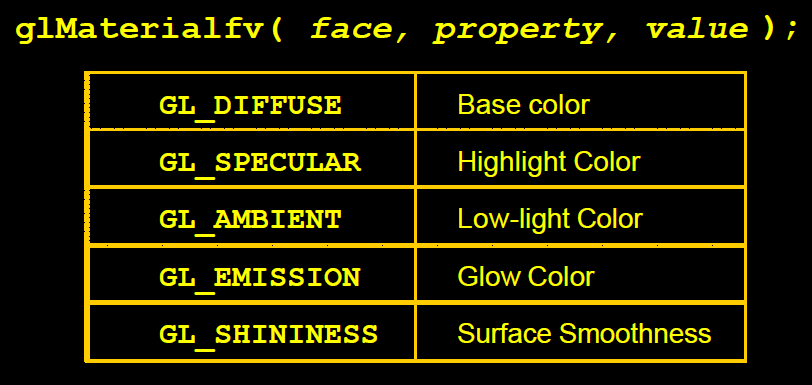 glMaterialfv( face, property, value );
GL_DIFFUSE Base color
GL_SPECULAR Highlight Color
GL_AMBIENT Low-light Color
GL_EMISSION Glow Color
GL_SHININESS Surface Smoothness